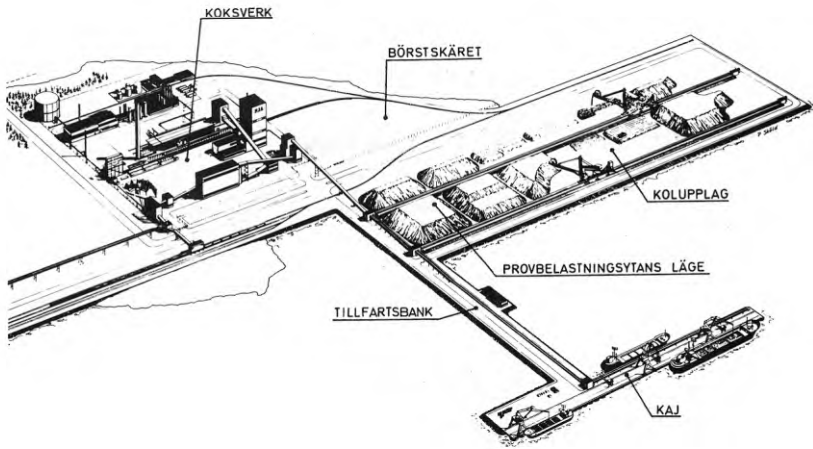 KOKSVERK
BÖRSTSKÄRET
KOLUPPLAG
PROVBELASTNINGSYTANS LÄGE
TILLFARTSBANK
KAJ